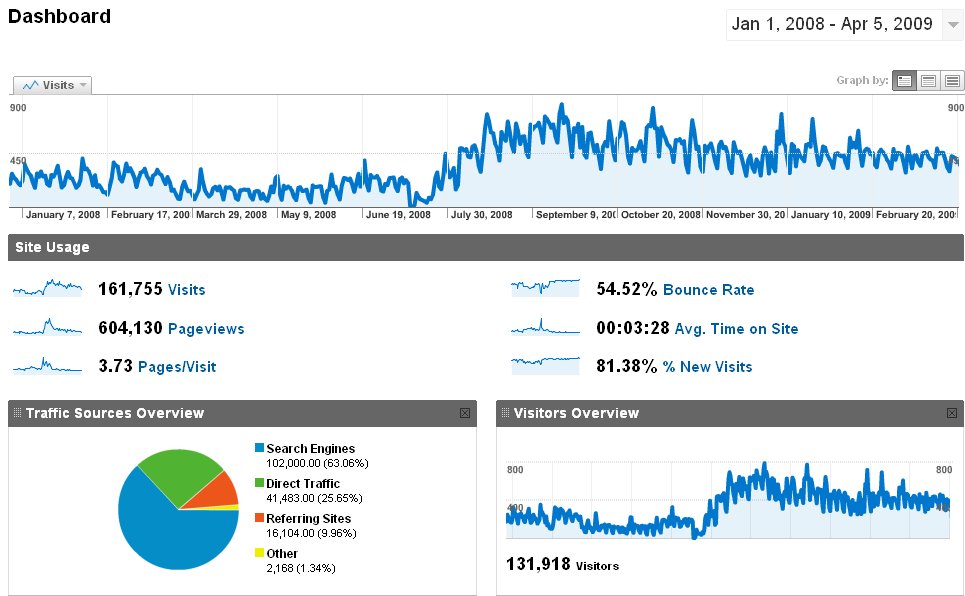 Dashboard
Jan 1, 2008 - Apr 5, 2009
Visits
Graph by:
900 900
450
January 7, 2008 February 17, 200 March 29, 2008 May 9, 2008 June 19, 2008 July 30, 2008 September 9, 200 October 20, 2008 November 30, 20 January 10, 2009 February 20, 2009
Site Usage
161,755 Visits
54.52% Bounce Rate
604,130 Pageviews
00:03:28 Avg. Time on Site
3.73 Pages/Visit
81.38% % New Visits
Traffic Sources Overview
Search Engines
102,000.00 (63.06%)
Direct Traffic
41,483.00 (25.65%)
Referring Sites
16,104.00 (9.96%)
Other
2,168 (1.34%)
Visitors Overview
800 800
400
131,918 Visitors